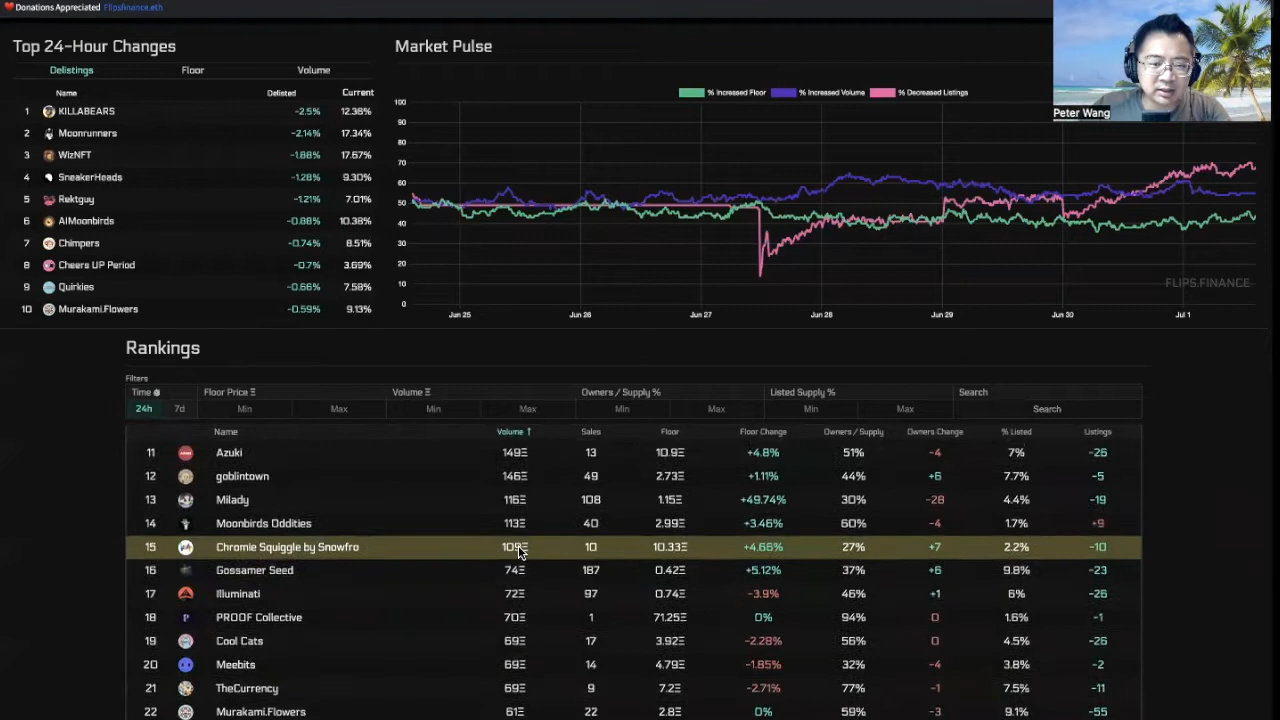 Donations Appreciated Flipsfinance.eth
Top 24-Hour Changes
Delistings Floor Volume
Name Delisted Current
1 KILLABEARS -2.5% 12.36%
2 Moonrunners -2.14% 17.34%
3 WizNFT -1.88% 17.67%
4 SneakerHeads -1.28% 9.30%
5 Rektguy -1.21% 7.01%
6 AIMoonbirds -0.88% 10.38%
7 Chimpers -0.74% 8.51%
8 Cheers UP Period -0.7% 3.69%
9 Quirkies -0.66% 7.58%
10 Murakami.Flowers -0.59% 9.13%
Market Pulse
% Increased Floor % Increased Volume % Decreased Listings
100
90
80
70
60
50
40
30
20
10
0
Jun 25 Jun 26 Jun 27 Jun 28 Jun 29 Jun 30 Jul 1
FLIPS.FINANCE
Peter Wang
Rankings
Filters
Time Floor Price Ξ Volume Ξ Owners / Supply % Listed Supply % Search
24h 7d Min Max Min Max Min Max Min Max Search
Name Volume ↑ Sales Floor Floor Change Owners / Supply Owners Change % Listed Listings
11 Azuki 149Ξ 13 10.9Ξ +4.8% 51% -4 7% -26
12 goblintown 146Ξ 49 2.73Ξ +1.11% 44% +6 7.7% -5
13 Milady 116Ξ 108 1.15Ξ +49.74% 30% -28 4.4% -19
14 Moonbirds Oddities 113Ξ 40 2.99Ξ +3.46% 60% -4 1.7% +9
15 Chromie Squiggle by Snowfro 109Ξ 10 10.33Ξ +4.66% 27% +7 2.2% -10
16 Gossamer Seed 74Ξ 187 0.42Ξ +5.12% 37% +6 9.8% -23
17 Illuminati 72Ξ 97 0.74Ξ -3.9% 46% +1 6% -26
18 PROOF Collective 70Ξ 1 71.25Ξ 0% 94% 0 1.6% -1
19 Cool Cats 69Ξ 17 3.92Ξ -2.28% 56% 0 4.5% -26
20 Meebits 69Ξ 14 4.79Ξ -1.85% 32% -4 3.8% -2
21 TheCurrency 69Ξ 9 7.2Ξ -2.71% 77% -1 7.5% -11
22 Murakami.Flowers 61Ξ 22 2.8Ξ 0% 59% -3 9.1% -55